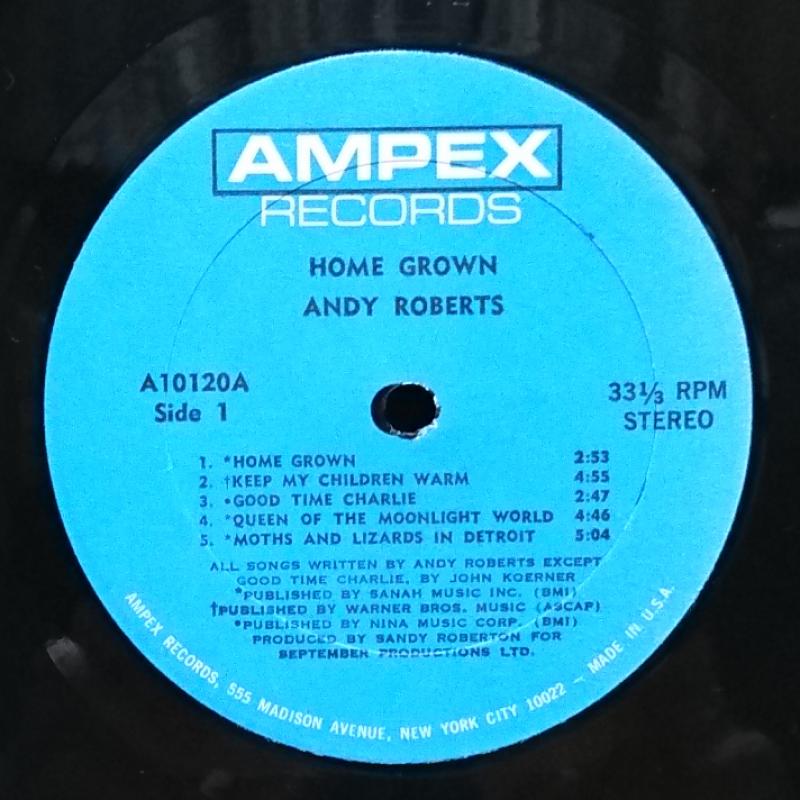 AMPEX
RECORDS
HOME GROWN
ANDY ROBERTS
A10120A
Side 1
33⅓ RPM
STEREO
1. *HOME GROWN 2:53
2. †KEEP MY CHILDREN WARM 4:55
3. •GOOD TIME CHARLIE 2:47
4. *QUEEN OF THE MOONLIGHT WORLD 4:46
5. *MOTHS AND LIZARDS IN DETROIT 5:04
ALL SONGS WRITTEN BY ANDY ROBERTS EXCEPT
GOOD TIME CHARLIE, BY JOHN KOERNER
*PUBLISHED BY SANAH MUSIC INC. (BMI)
†PUBLISHED BY WARNER BROS. MUSIC (ASCAP)
•PUBLISHED BY NINA MUSIC CORP. (BMI)
PRODUCED BY SANDY ROBERTON FOR
SEPTEMBER PRODUCTIONS LTD.
AMPEX RECORDS, 555 MADISON AVENUE, NEW YORK CITY 10022 – MADE IN U.S.A.